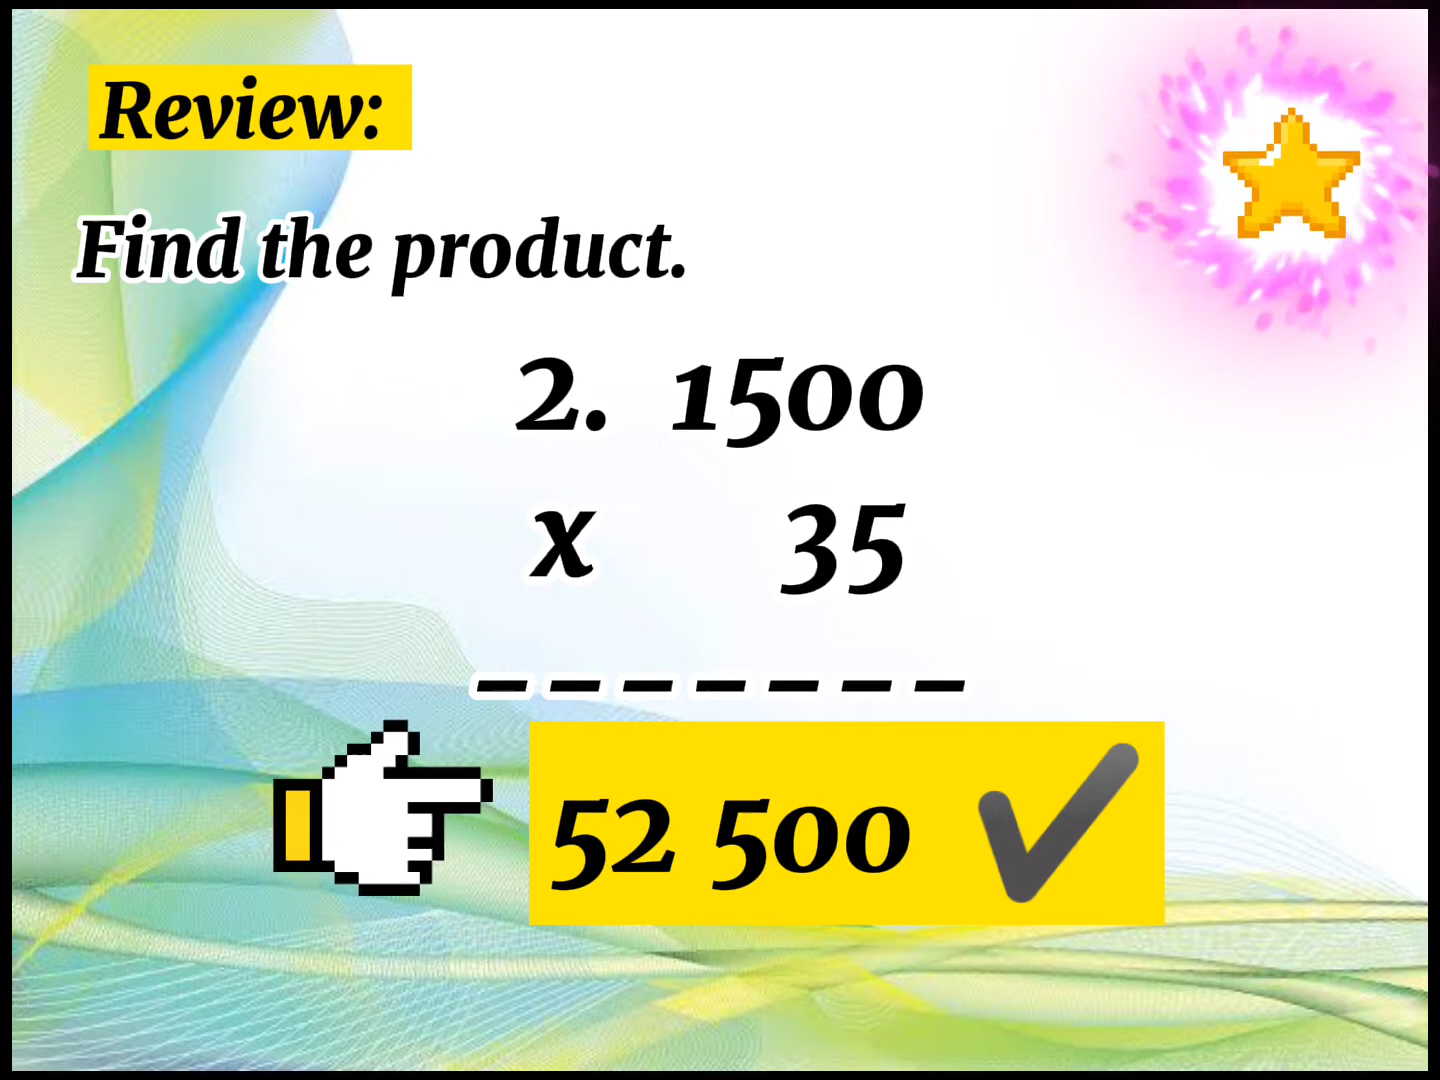 Review:
Find the product.
2. 1500
x 35
_ _ _ _ _ _ _
52 500